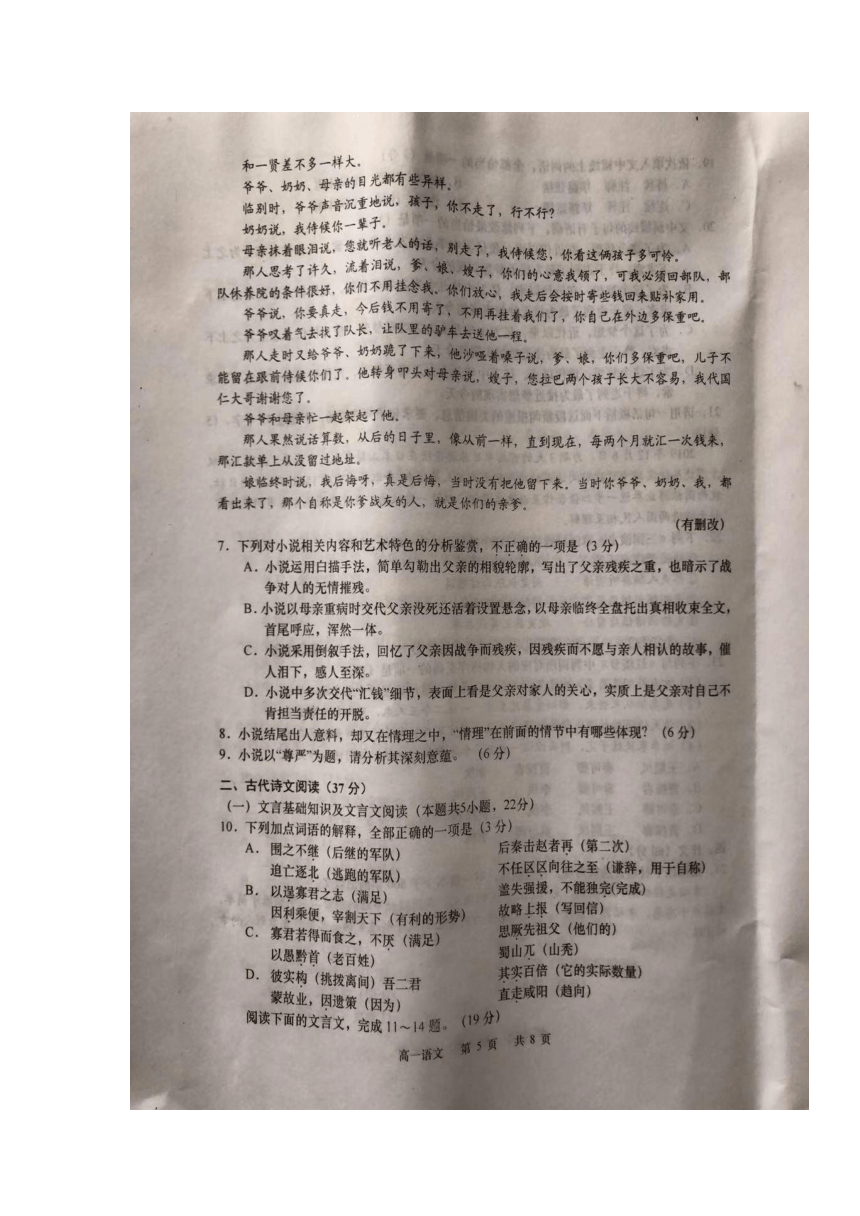 和一贤差不多一样大。
爷爷、奶奶、母亲的目光都有些异样。
临别时，爷爷声音沉重地说，孩子，你不走了，行不行？
奶奶说，我侍候你一辈子。
母亲抹着眼泪说，您就听老人的话，别走了，我侍候您，你看这俩孩子多可怜。
那人思考了许久，流着泪说，爹、娘、嫂子，你们的心意我领了，可我必须回部队，部
队休养院的条件很好，你们不用挂念我。你们放心，我走后会按时寄些钱回来贴补家用。
爷爷说，你要真走，今后钱不用寄了，不用再挂着我们了，你自己在外边多保重吧。
爷爷叹着气去找了队长，让队里的驴车去送他一程。
那人走时又给爷爷、奶奶跪了下来，他沙哑着嗓子说，爹、娘，你们多保重吧，儿子不
能留在跟前侍候你们了。他转身叩头对母亲说，嫂子，您拉巴两个孩子长大不容易，我代国
仁大哥谢谢您了。
爷爷和母亲忙一起架起了他。
那人果然说话算数，从后的日子里，像从前一样，直到现在，每两个月就汇一次钱来，
那汇款单上从没留过地址。
娘临终时说，我后悔呀，真是后悔，当时没有把他留下来。当时你爷爷、奶奶、我，都
看出来了，那个自称是你爹战友的人，就是你们的亲爹。
（有删改）
7．下列对小说相关内容和艺术特色的分析鉴赏，不正确的一项是（3 分）
A．小说运用白描手法，简单勾勒出父亲的相貌轮廓，写出了父亲残疾之重，也暗示了战
争对人的无情摧残。
B．小说以母亲重病时交代父亲没死还活着设置悬念，以母亲临终全盘托出真相收束全文，
首尾呼应，浑然一体。
C．小说采用倒叙手法，回忆了父亲因战争而残疾，因残疾而不愿与亲人相认的故事，催
人泪下，感人至深。
D．小说中多次交代“汇钱”细节，表面上看是父亲对家人的关心，实质上是父亲对自己不
肯担当责任的开脱。
8．小说结尾出人意料，却又在情理之中，“情理”在前面的情节中有哪些体现？（6 分）
9．小说以“尊严”为题，请分析其深刻意蕴。（6 分）
二、古代诗文阅读（37 分）
（一）文言基础知识及文言文阅读（本题共5小题，22分）
10．下列加点词语的解释，全部正确的一项是（3 分）
A． 围之不继（后继的军队） 后秦击赵者再（第二次）
追亡逐北（逃跑的军队） 不任区区向往之至（谦辞，用于自称）
B． 以逞寡君之志（满足） 盖失强援，不能独完(完成）
因利乘便，宰割天下（有利的形势） 故略上报（写回信）
C． 寡君若得而食之，不厌（满足） 思厥先祖父（他们的）
以愚黔首（老百姓） 蜀山兀（山秃）
D． 彼实构（挑拨离间）吾二君 其实百倍（它的实际数量）
蒙故业，因遗策（因为） 直走咸阳（趋向）
阅读下面的文言文，完成 11～14 题。（19 分）
高一语文 第 5 页 共 8 页